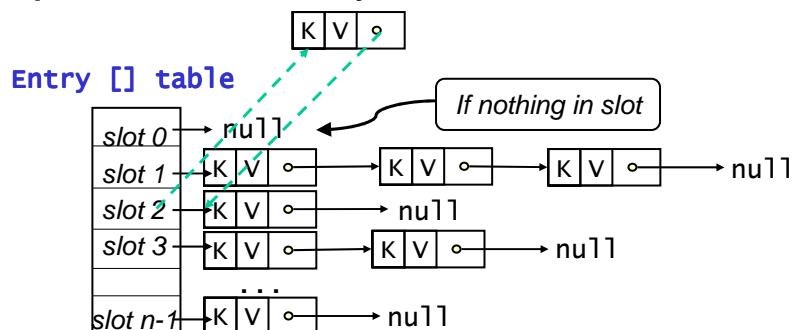 K V
Entry [] table
If nothing in slot
slot 0 null
slot 1 K V K V K V null
slot 2 K V null
slot 3 K V K V null
...
slot n-1 K V null